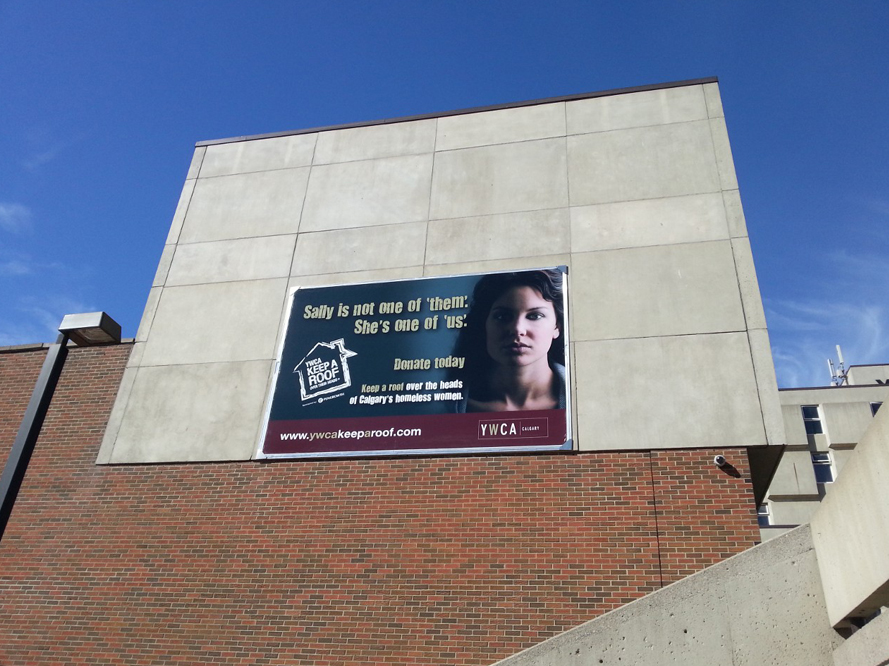 Sally is not one of 'them'.
She's one of 'us'.
Donate today
Keep a roof over the heads
of Calgary's homeless women.
YWCA
KEEP A
ROOF
www.ywcakeeparoof.com
YWCA CALGARY